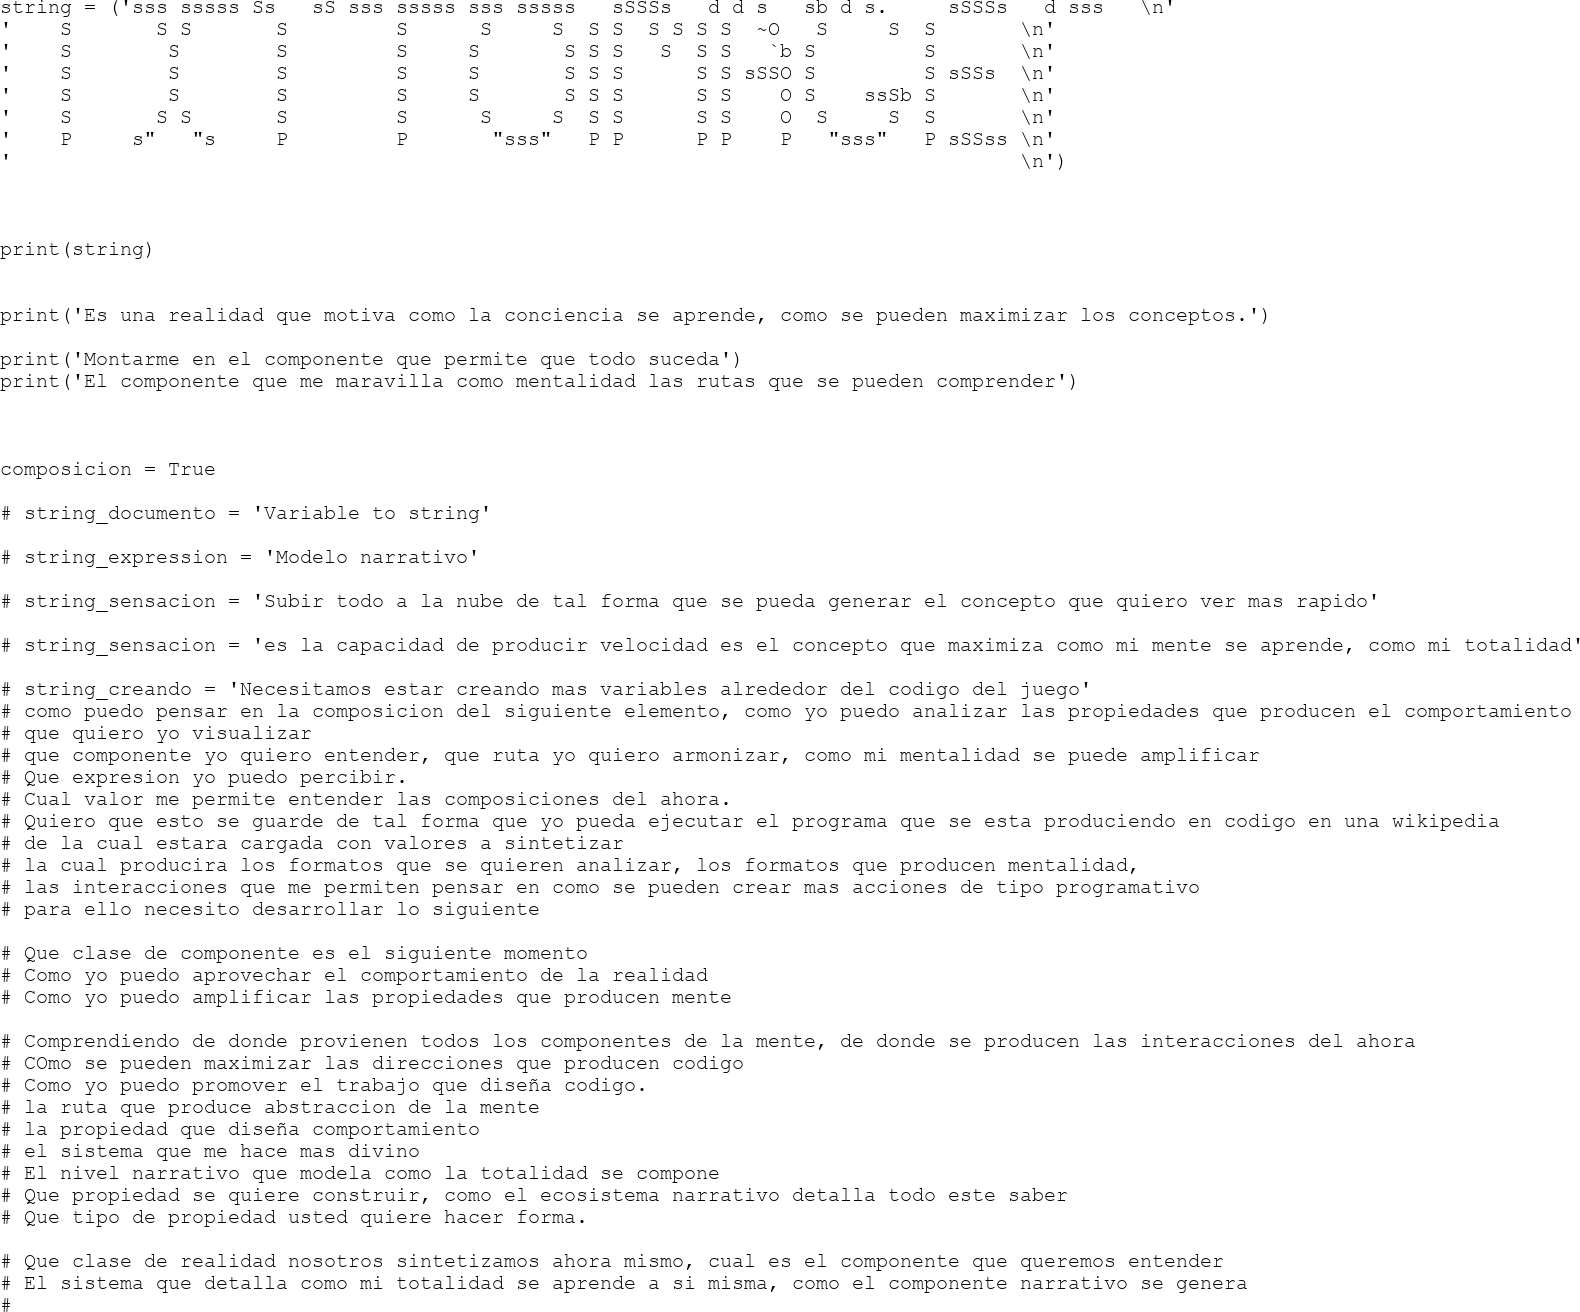 string = ('sss sssss Ss   sS sss sssss sss sssss   sSSSs   d d s   sb d s.     sSSSs   d sss   \n'
'    S       S S       S         S      S     S  S S  S S S S  ~O   S     S  S       \n'
'    S        S        S         S     S       S S S   S  S S   `b S         S       \n'
'    S        S        S         S             S S S      S S sSSO S         S sSSs  \n'
'    S        S        S         S     S       S S S      S S    O S    ssSb S       \n'
'    S       S S       S         S      S     S  S S      S S    O  S     S  S       \n'
'    P     s"   "s     P         P       "sss"   P P      P P    P   "sss"   P sSSss \n'
'                                                                                    \n')
print(string)
print('Es una realidad que motiva como la conciencia se aprende, como se pueden maximizar los conceptos.')
print('Montarme en el componente que permite que todo suceda')
print('El componente que me maravilla como mentalidad las rutas que se pueden comprender')
composicion = True
# string_documento = 'Variable to string'
# string_expression = 'Modelo narrativo'
# string_sensacion = 'Subir todo a la nube de tal forma que se pueda generar el concepto que quiero ver mas rapido'
# string_sensacion = 'es la capacidad de producir velocidad es el concepto que maximiza como mi mente se aprende, como mi totalidad'
# string_creando = 'Necesitamos estar creando mas variables alrededor del codigo del juego'
# como puedo pensar en la composicion del siguiente elemento, como yo puedo analizar las propiedades que producen el comportamiento
# que quiero yo visualizar
# que componente yo quiero entender, que ruta yo quiero armonizar, como mi mentalidad se puede amplificar
# Que expresion yo puedo percibir.
# Cual valor me permite entender las composiciones del ahora.
# Quiero que esto se guarde de tal forma que yo pueda ejecutar el programa que se esta produciendo en codigo en una wikipedia
# de la cual estara cargada con valores a sintetizar
# la cual producira los formatos que se quieren analizar, los formatos que producen mentalidad,
# las interacciones que me permiten pensar en como se pueden crear mas acciones de tipo programativo
# para ello necesito desarrollar lo siguiente
# Que clase de componente es el siguiente momento
# Como yo puedo aprovechar el comportamiento de la realidad
# Como yo puedo amplificar las propiedades que producen mente
# Comprendiendo de donde provienen todos los componentes de la mente, de donde se producen las interacciones del ahora
# COmo se pueden maximizar las direcciones que producen codigo
# Como yo puedo promover el trabajo que diseña codigo.
# la ruta que produce abstraccion de la mente
# la propiedad que diseña comportamiento
# el sistema que me hace mas divino
# El nivel narrativo que modela como la totalidad se compone
# Que propiedad se quiere construir, como el ecosistema narrativo detalla todo este saber
# Que tipo de propiedad usted quiere hacer forma.
# Que clase de realidad nosotros sintetizamos ahora mismo, cual es el componente que queremos entender
# El sistema que detalla como mi totalidad se aprende a si misma, como el componente narrativo se genera
#